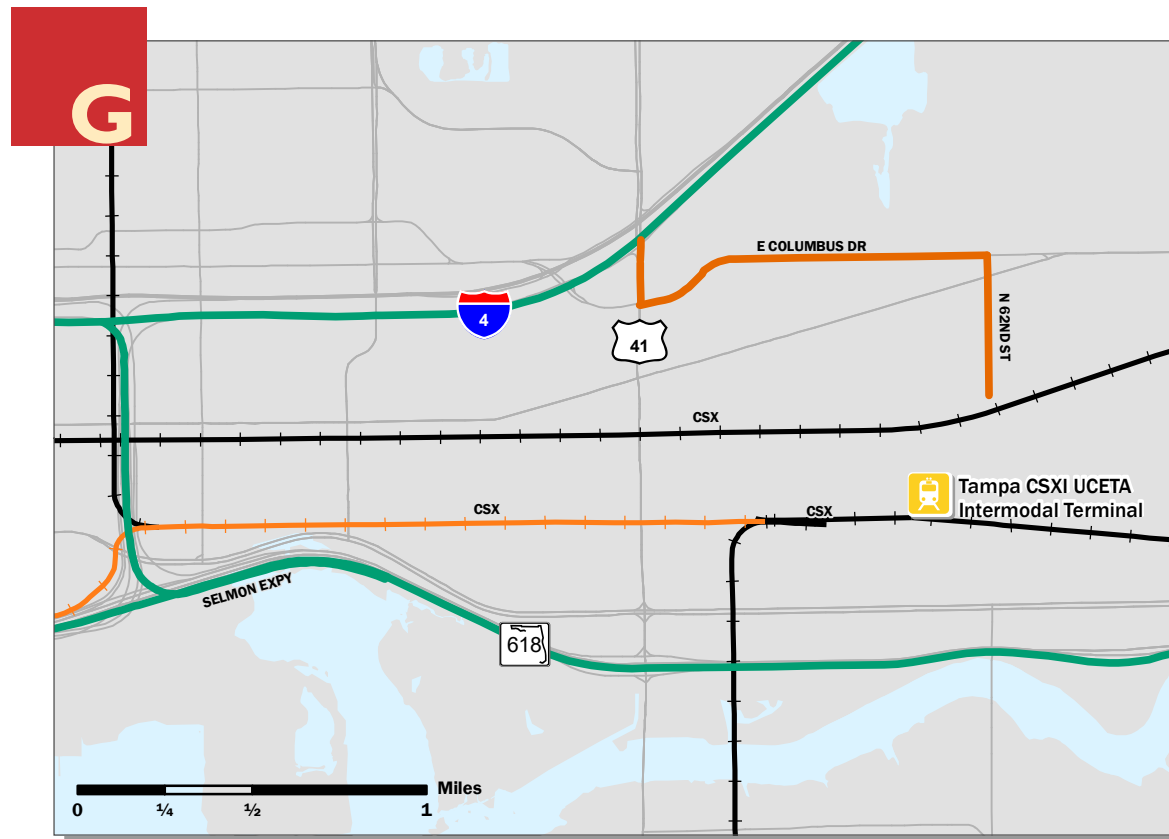 G
E COLUMBUS DR
4
41
N 62ND ST
CSX
Tampa CSXI UCETA
Intermodal Terminal
CSX
CSX
SELMON EXPY
618
Miles
0 ¼ ½ 1